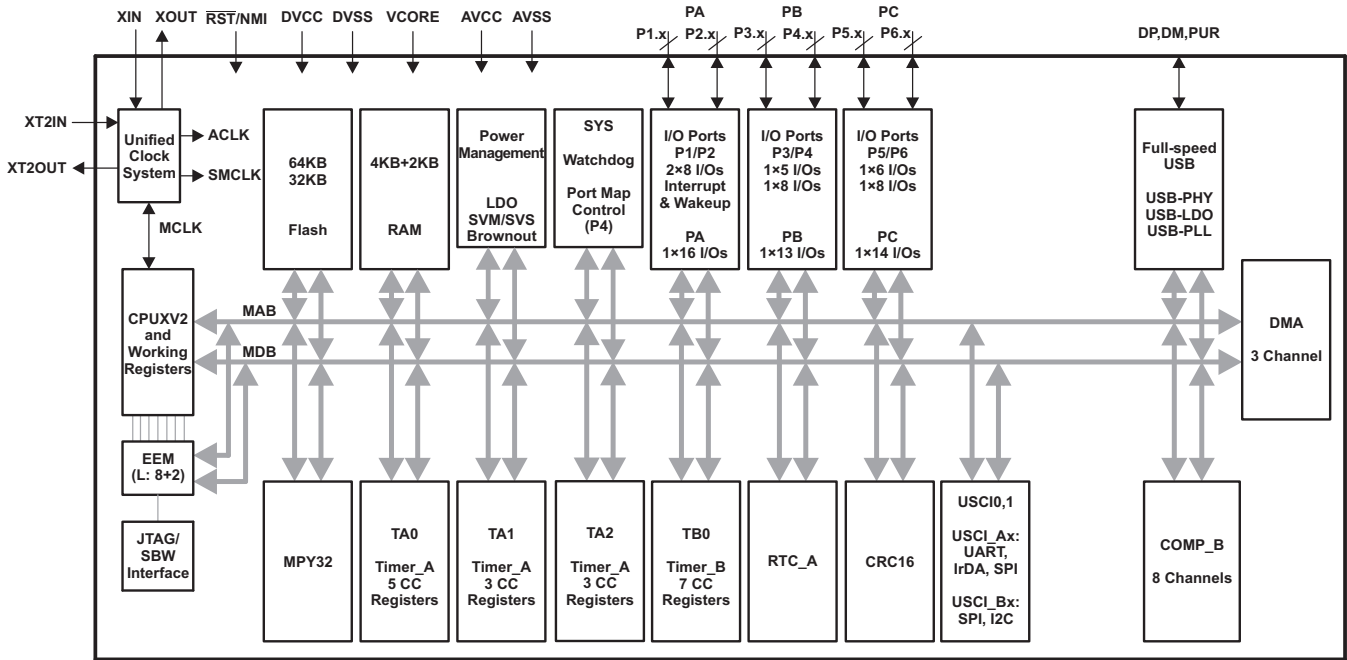 XIN
XOUT
RST/NMI
DVCC
DVSS
VCORE
AVCC
AVSS
PA
P1.x
P2.x
PB
P3.x
P4.x
PC
P5.x
P6.x
DP,DM,PUR
XT2IN
XT2OUT
Unified
Clock
System
ACLK
SMCLK
MCLK
64KB
32KB
Flash
4KB+2KB
RAM
Power
Management
LDO
SVM/SVS
Brownout
SYS
Watchdog
Port Map
Control
(P4)
I/O Ports
P1/P2
2×8 I/Os
Interrupt
& Wakeup
PA
1×16 I/Os
I/O Ports
P3/P4
1×5 I/Os
1×8 I/Os
PB
1×13 I/Os
I/O Ports
P5/P6
1×6 I/Os
1×8 I/Os
PC
1×14 I/Os
Full-speed
USB
USB-PHY
USB-LDO
USB-PLL
CPUXV2
and
Working
Registers
MAB
MDB
DMA
3 Channel
EEM
(L: 8+2)
JTAG/
SBW
Interface
MPY32
TA0
Timer_A
5 CC
Registers
TA1
Timer_A
3 CC
Registers
TA2
Timer_A
3 CC
Registers
TB0
Timer_B
7 CC
Registers
RTC_A
CRC16
USCI0,1
USCI_Ax:
UART,
IrDA, SPI
USCI_Bx:
SPI, I2C
COMP_B
8 Channels